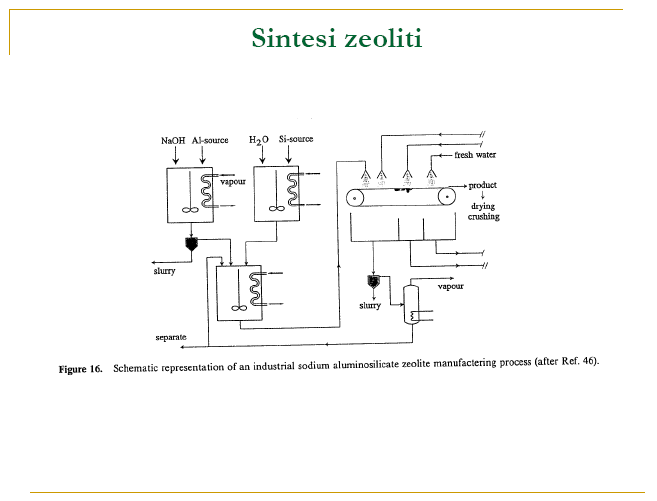 Sintesi zeoliti
NaOH Al-source H2O Si-source
fresh water
vapour
product
drying
crushing
slurry
slurry
vapour
separate
Figure 16. Schematic representation of an industrial sodium aluminosilicate zeolite manufactering process (after Ref. 46).